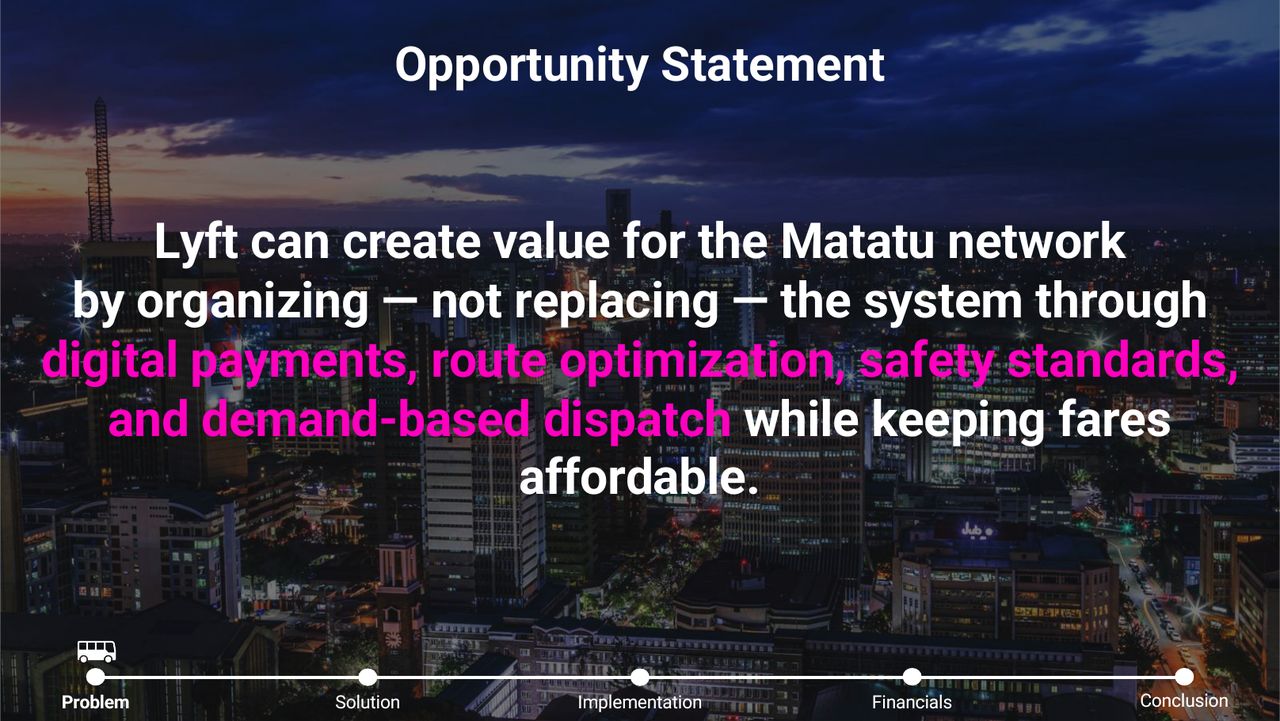 Opportunity Statement
Lyft can create value for the Matatu network
by organizing — not replacing — the system through
digital payments, route optimization, safety standards,
and demand-based dispatch while keeping fares
affordable.
Jub
Problem
Solution
Implementation
Financials
Conclusion